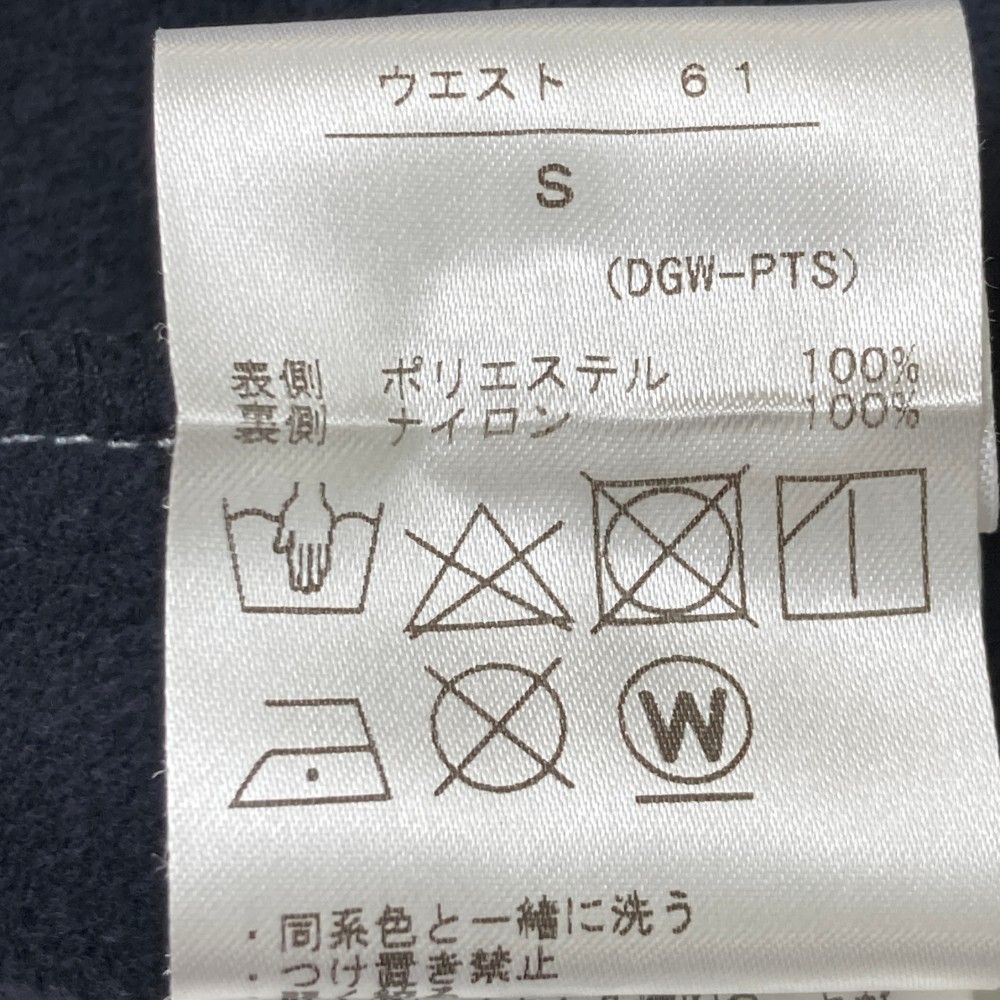 ウエスト 61
S
(DGW-PTS)
表側 ポリエステル 100%
裏側 ナイロン 100%
W
・同系色と一緒に洗う
・つけ置き禁止